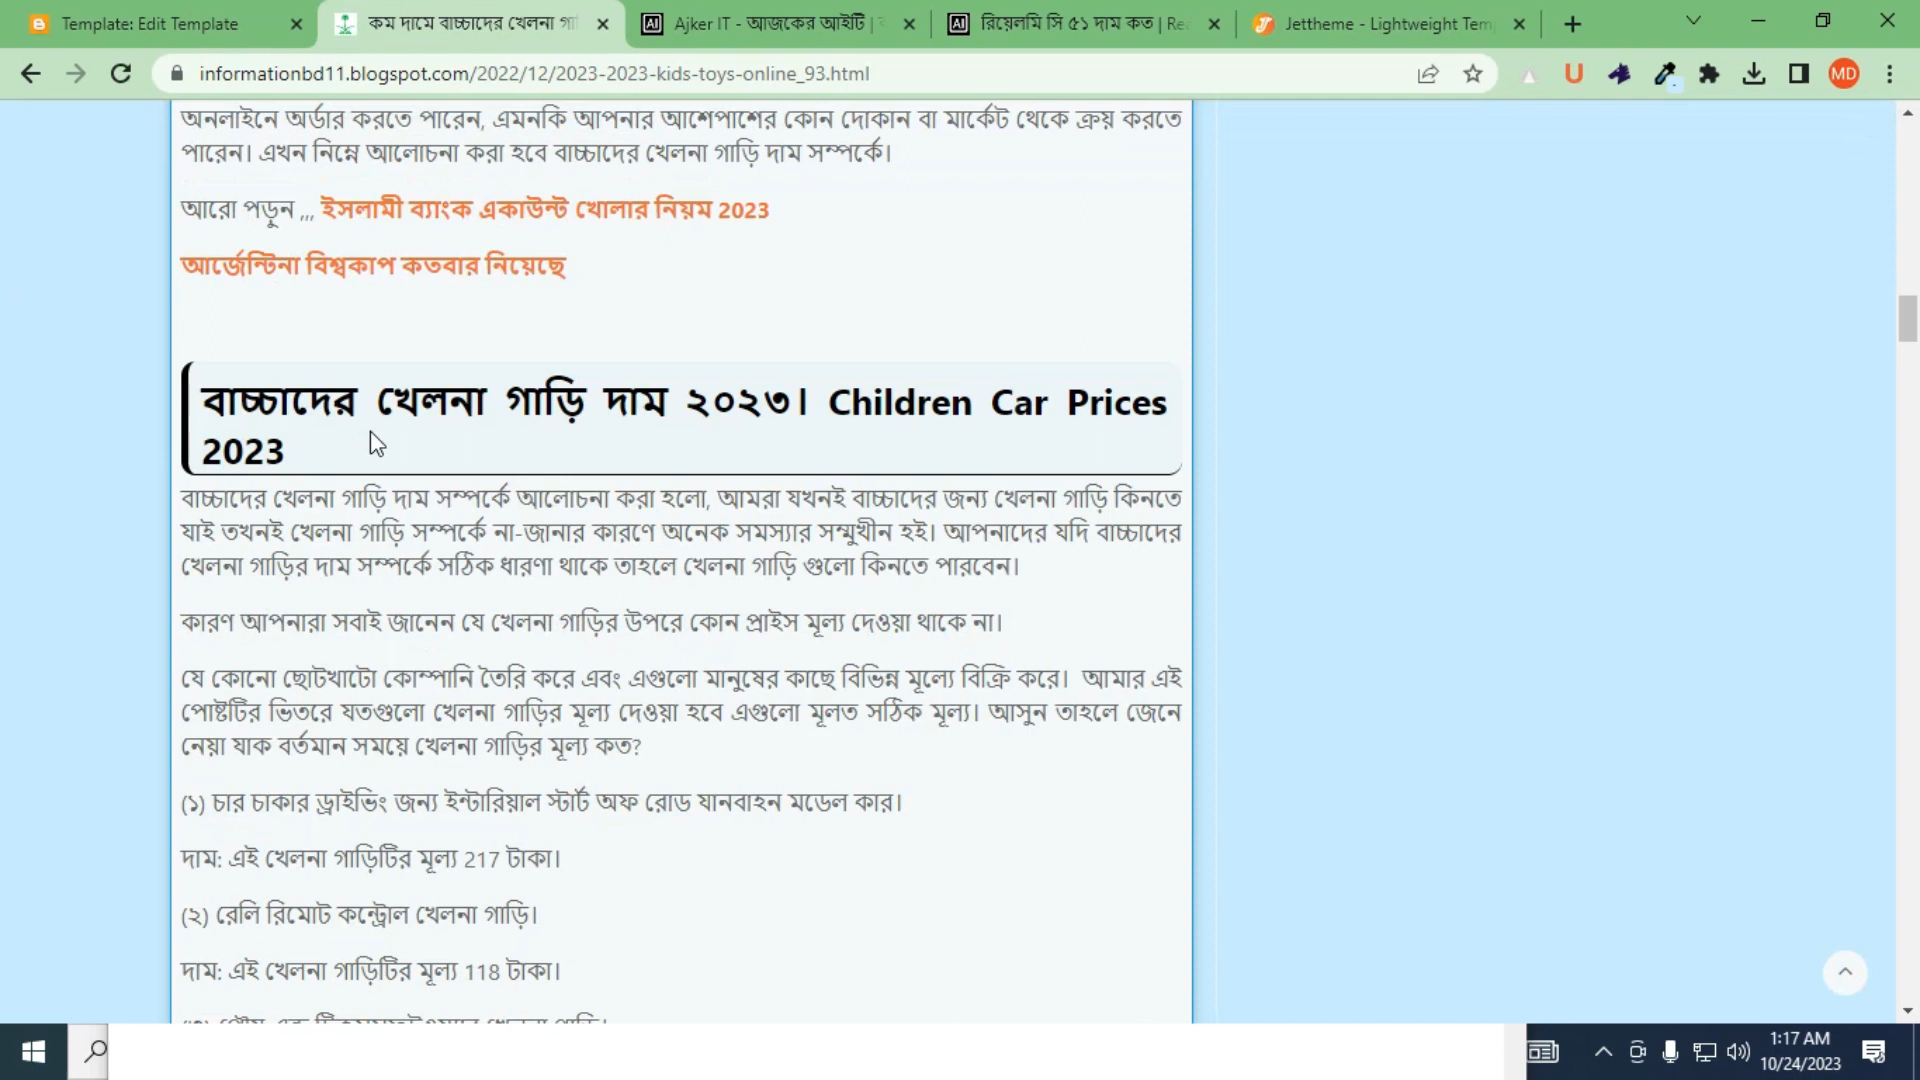 Template: Edit Template
কম দামে বাচ্চাদের খেলনা গা
Ajker IT - আজকের আইটি |
রিয়েলমি সি ৫১ দাম কত | Re
Jettheme - Lightweight Tem
informationbd11.blogspot.com/2022/12/2023-2023-kids-toys-online_93.html
MD
অনলাইনে অর্ডার করতে পারেন, এমনকি আপনার আশেপাশের কোন দোকান বা মার্কেট থেকে ক্রয় করতে
পারেন। এখন নিম্নে আলোচনা করা হবে বাচ্চাদের খেলনা গাড়ি দাম সম্পর্কে।
আরো পড়ুন ,,, ইসলামী ব্যাংক একাউন্ট খোলার নিয়ম 2023
আর্জেন্টিনা বিশ্বকাপ কতবার নিয়েছে
বাচ্চাদের খেলনা গাড়ি দাম ২০২৩। Children Car Prices
2023
বাচ্চাদের খেলনা গাড়ি দাম সম্পর্কে আলোচনা করা হলো, আমরা যখনই বাচ্চাদের জন্য খেলনা গাড়ি কিনতে
যাই তখনই খেলনা গাড়ি সম্পর্কে না-জানার কারণে অনেক সমস্যার সম্মুখীন হই। আপনাদের যদি বাচ্চাদের
খেলনা গাড়ির দাম সম্পর্কে সঠিক ধারণা থাকে তাহলে খেলনা গাড়ি গুলো কিনতে পারবেন।
কারণ আপনারা সবাই জানেন যে খেলনা গাড়ির উপরে কোন প্রাইস মূল্য দেওয়া থাকে না।
যে কোনো ছোটখাটো কোম্পানি তৈরি করে এবং এগুলো মানুষের কাছে বিভিন্ন মূল্যে বিক্রি করে। আমার এই
পোষ্টটির ভিতরে যতগুলো খেলনা গাড়ির মূল্য দেওয়া হবে এগুলো মূলত সঠিক মূল্য। আসুন তাহলে জেনে
নেয়া যাক বর্তমান সময়ে খেলনা গাড়ির মূল্য কত?
(১) চার চাকার ড্রাইভিং জন্য ইন্টারিয়াল স্টার্ট অফ রোড যানবাহন মডেল কার।
দাম: এই খেলনা গাড়িটির মূল্য 217 টাকা।
(২) রেলি রিমোট কন্ট্রোল খেলনা গাড়ি।
দাম: এই খেলনা গাড়িটির মূল্য 118 টাকা।
1:17 AM
10/24/2023